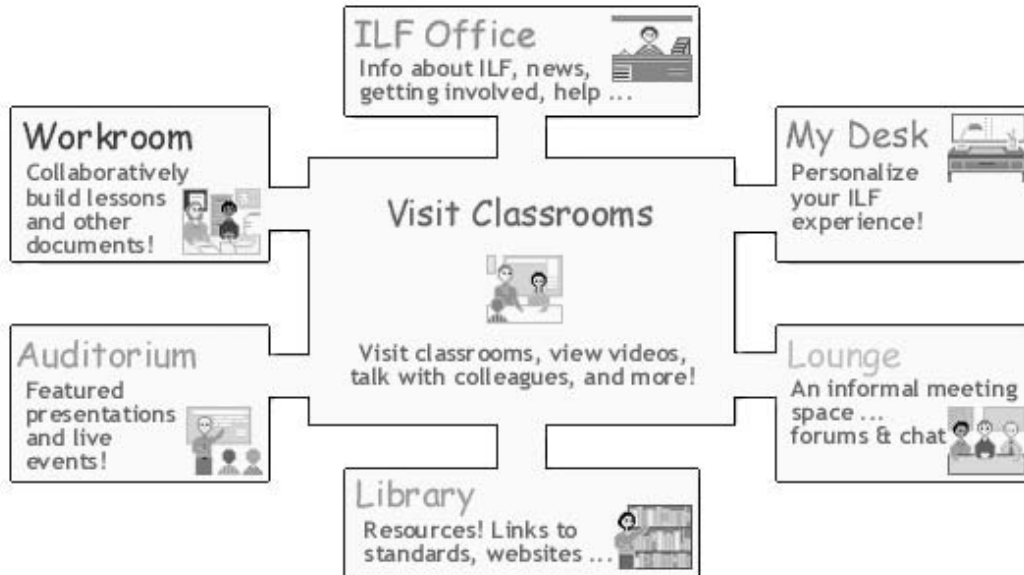 ILF Office
Info about ILF, news,
getting involved, help ...
Workroom
Collaboratively
build lessons
and other
documents!
My Desk
Personalize
your ILF
experience!
Visit Classrooms
Visit classrooms, view videos,
talk with colleagues, and more!
Auditorium
Featured
presentations
and live
events!
Lounge
An informal meeting
space ...
forums & chat
Library
Resources! Links to
standards, websites ...